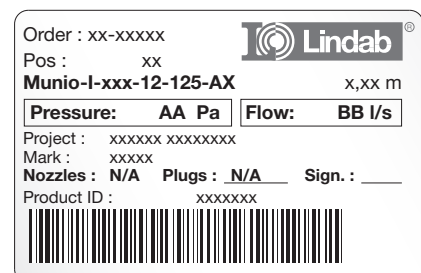 Order : xx-xxxxx
Lindab®
Pos : xx
Munio-I-xxx-12-125-AX x,xx m
Pressure: AA Pa Flow: BB l/s
Project : xxxxxx xxxxxxxx
Mark : xxxxx
Nozzles : N/A Plugs : N/A Sign. :
Product ID : xxxxxxx